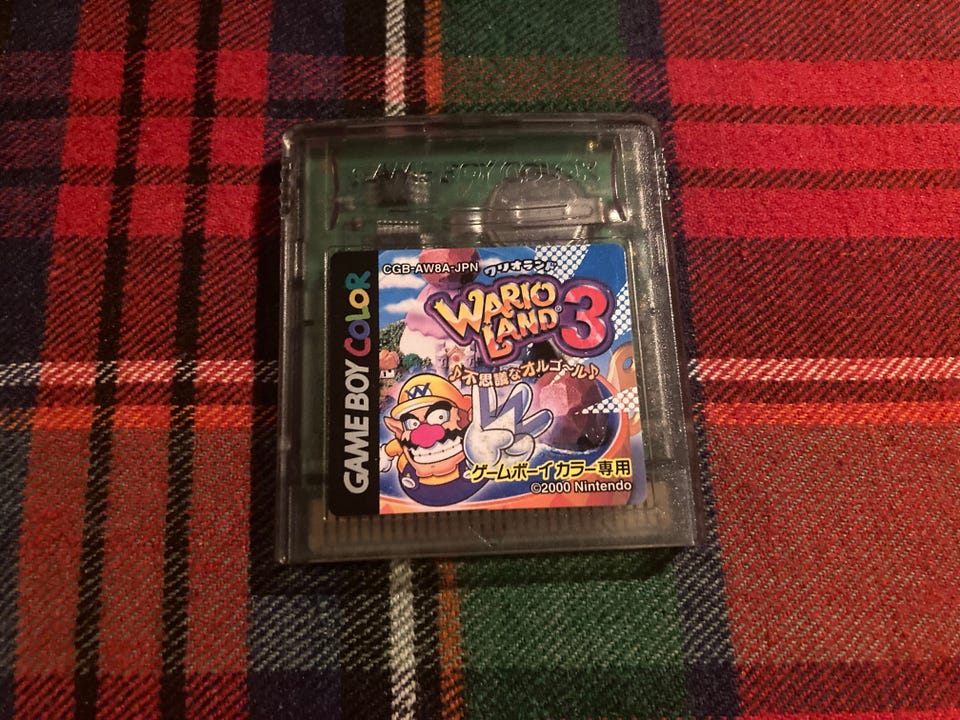 GAME BOY COLOR
GAME BOY COLOR
CGB-AW8A-JPN
ワリオランド
WARIO
LAND® 3
♪不思議なオルゴール♪
W
W
ゲームボーイカラー専用
©2000 Nintendo